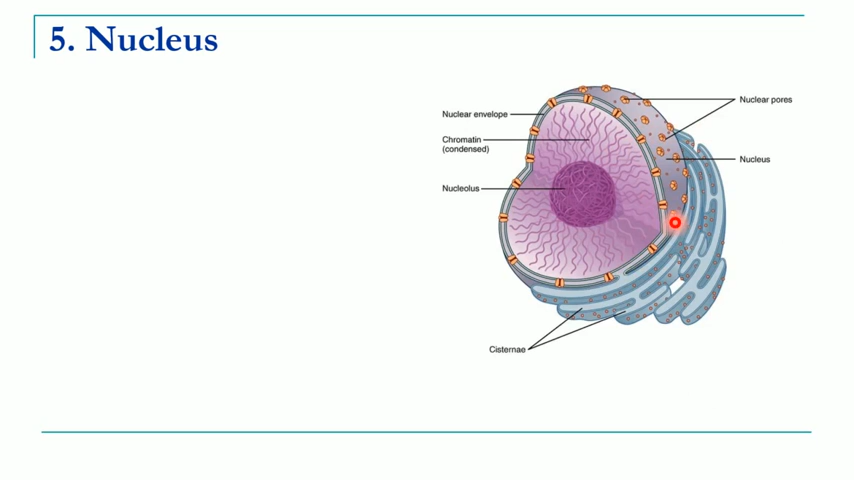 5. Nucleus
Nuclear pores
Nuclear envelope
Chromatin
(condensed)
Nucleus
Nucleolus
Cisternae